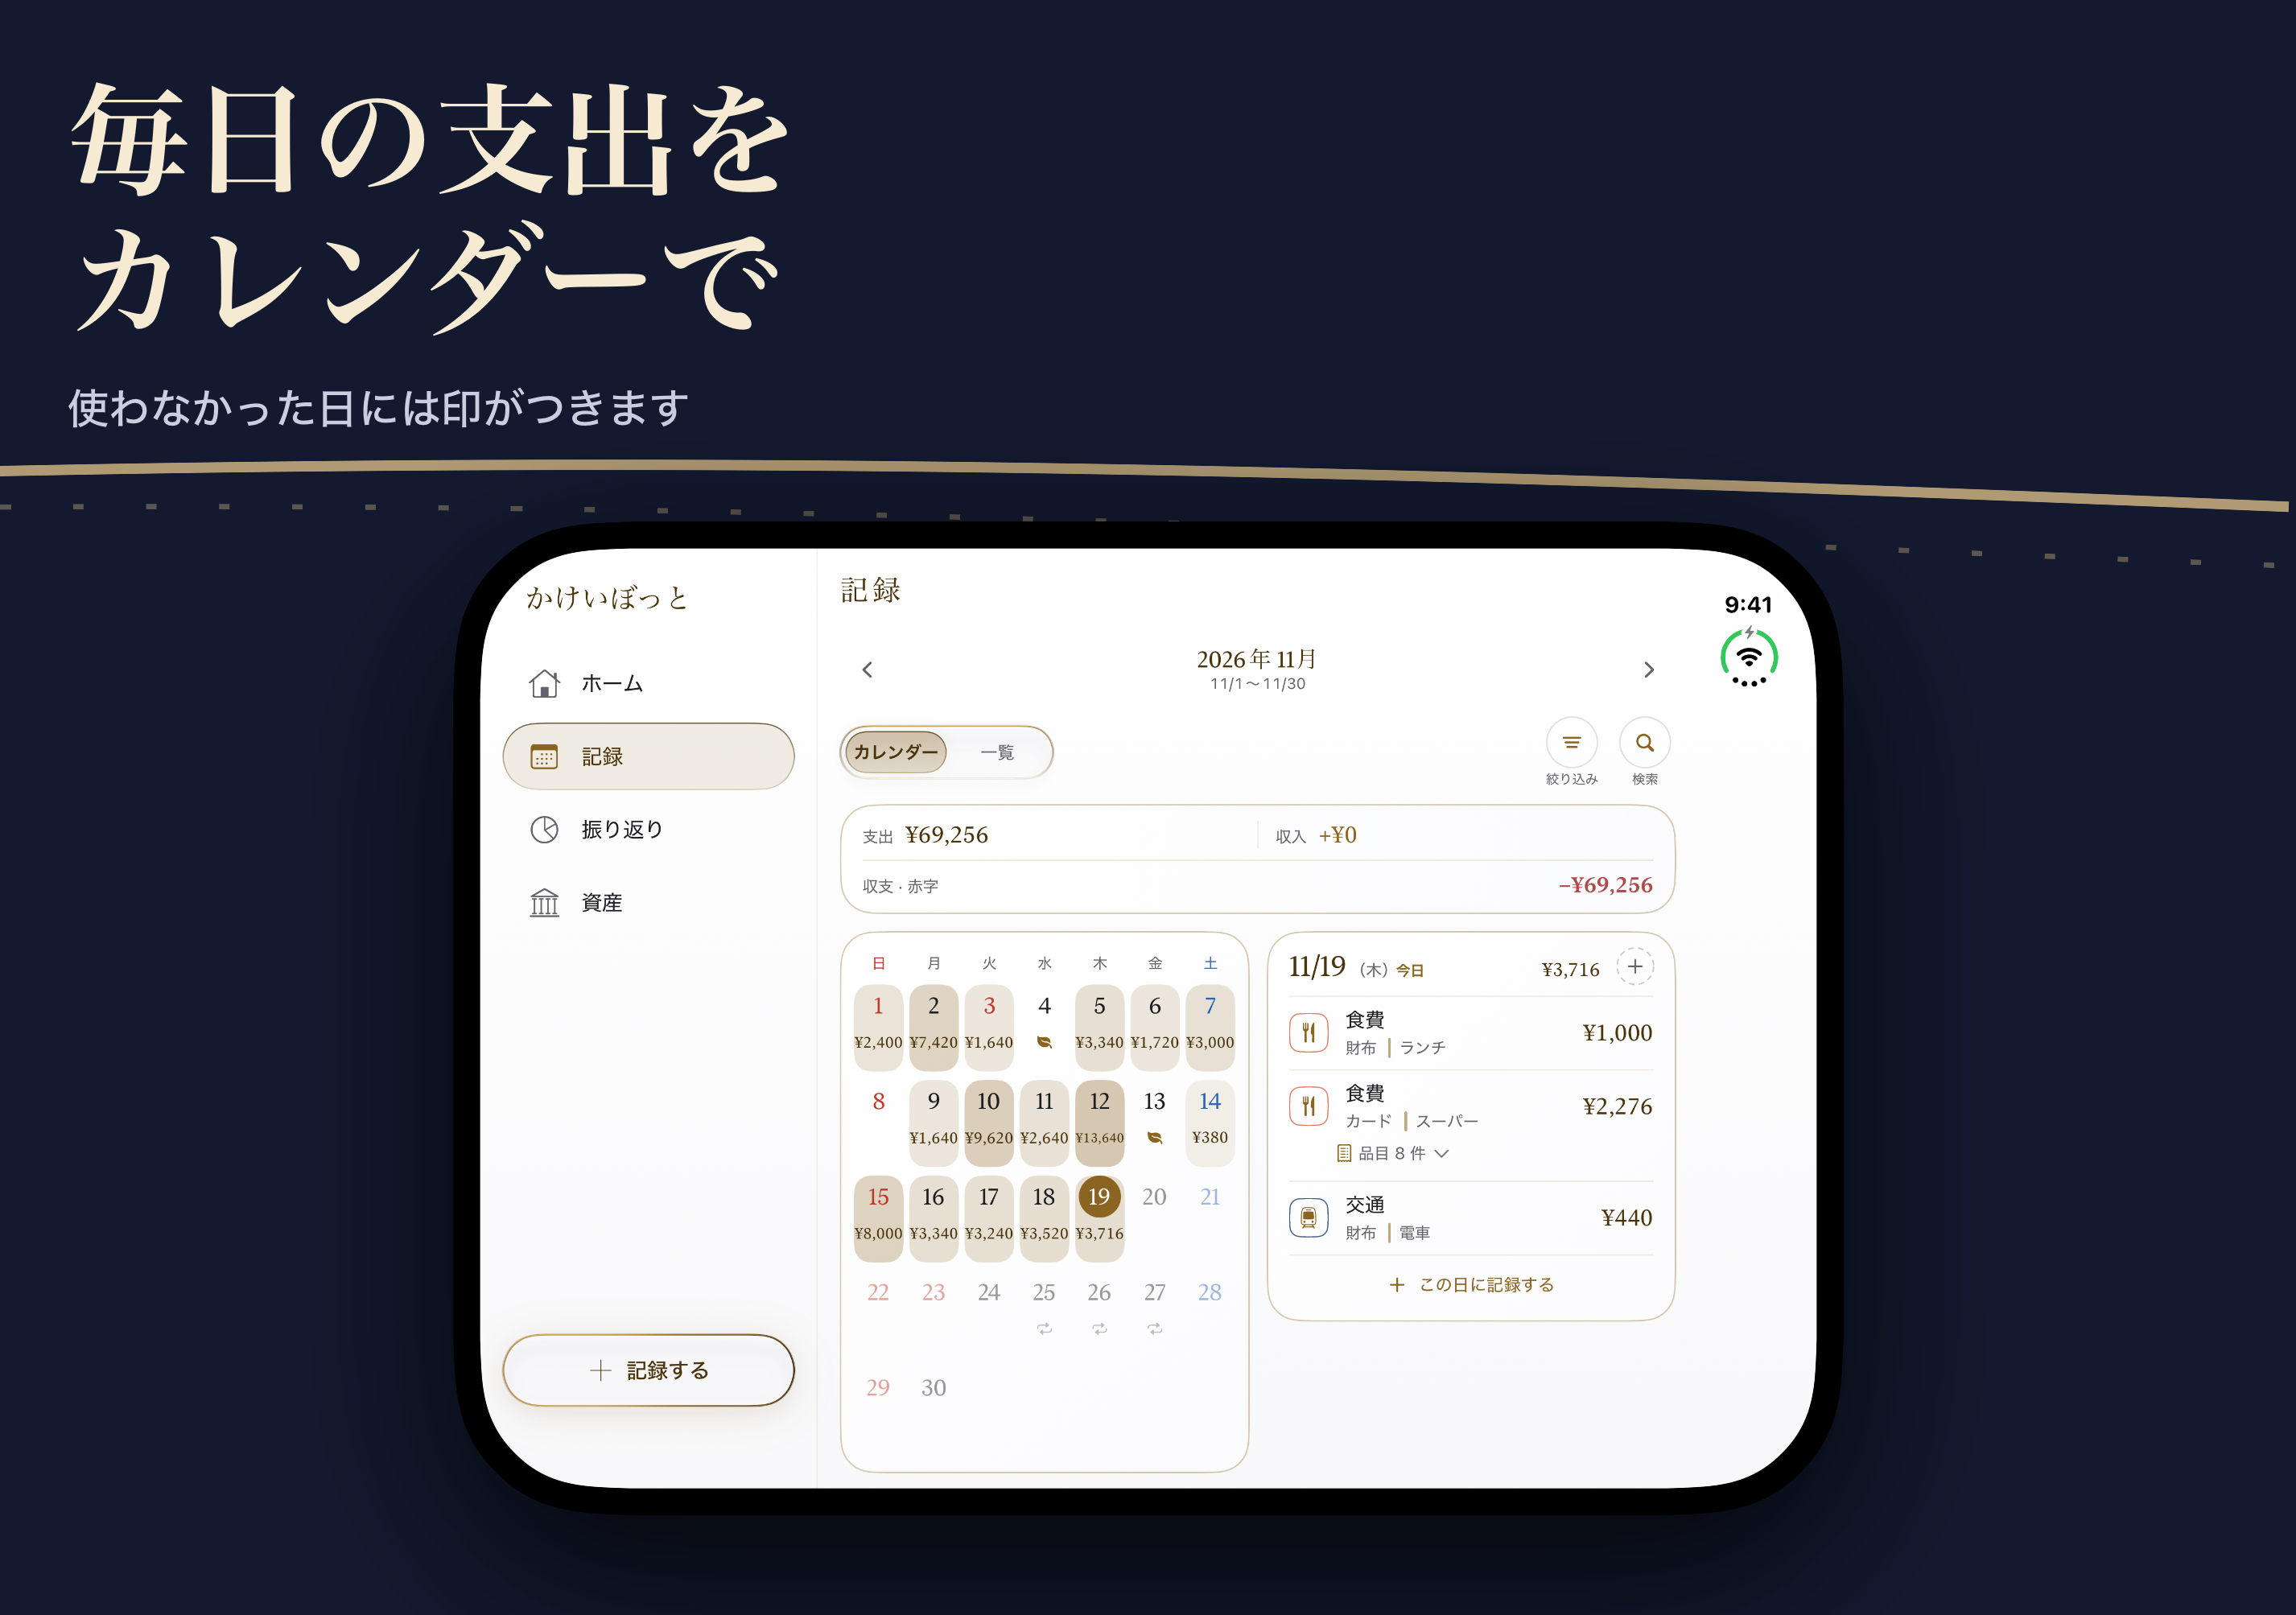 毎日の支出を
カレンダーで
使わなかった日には印がつきます
かけいぼっと
ホーム
記録
振り返り
資産
記録する
記録
2026年 11月
11/1〜11/30
9:41
カレンダー 一覧
絞り込み 検索
支出 ¥69,256 収入 +¥0
収支・赤字 −¥69,256
日 月 火 水 木 金 土
1 2 3 4 5 6 7
¥2,400 ¥7,420 ¥1,640 ¥3,340 ¥1,720 ¥3,000
8 9 10 11 12 13 14
¥1,640 ¥9,620 ¥2,640 ¥13,640 ¥380
15 16 17 18 19 20 21
¥8,000 ¥3,340 ¥3,240 ¥3,520 ¥3,716
22 23 24 25 26 27 28
29 30
11/19 (木) 今日 ¥3,716
食費
財布 ランチ
¥1,000
食費
カード スーパー
¥2,276
品目 8 件
交通
財布 電車
¥440
この日に記録する